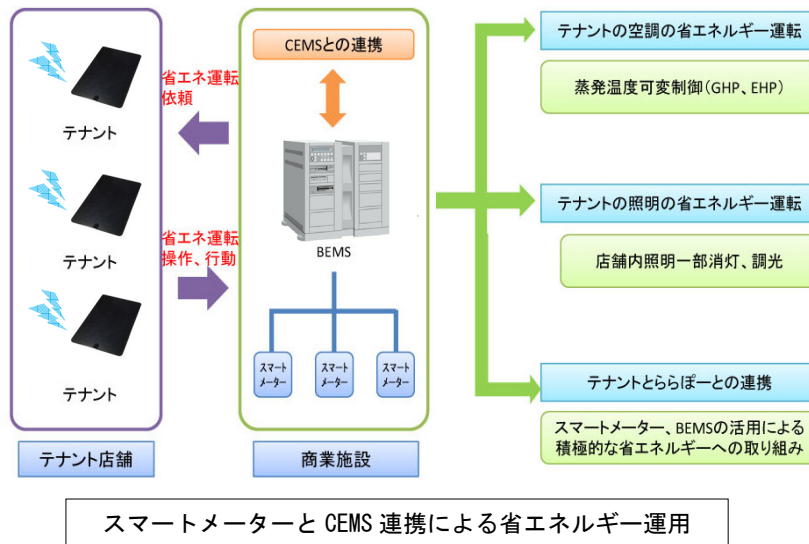 テナント
テナント
テナント
テナント店舗
省エネ運転
依頼
省エネ運転
操作、行動
CEMSとの連携
BEMS
スマート
メーター
スマート
メーター
スマート
メーター
商業施設
テナントの空調の省エネルギー運転
蒸発温度可変制御（GHP、EHP）
テナントの照明の省エネルギー運転
店舗内照明一部消灯、調光
テナントとららぽーとの連携
スマートメーター、BEMSの活用による
積極的な省エネルギーへの取り組み
スマートメーターと CEMS 連携による省エネルギー運用